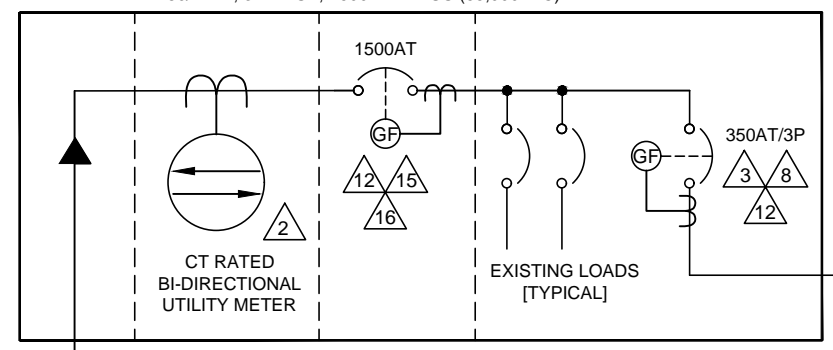 1500AT
GF
12 15
16
2
CT RATED
BI-DIRECTIONAL
UTILITY METER
EXISTING LOADS
[TYPICAL]
GF
350AT/3P
3 8
12